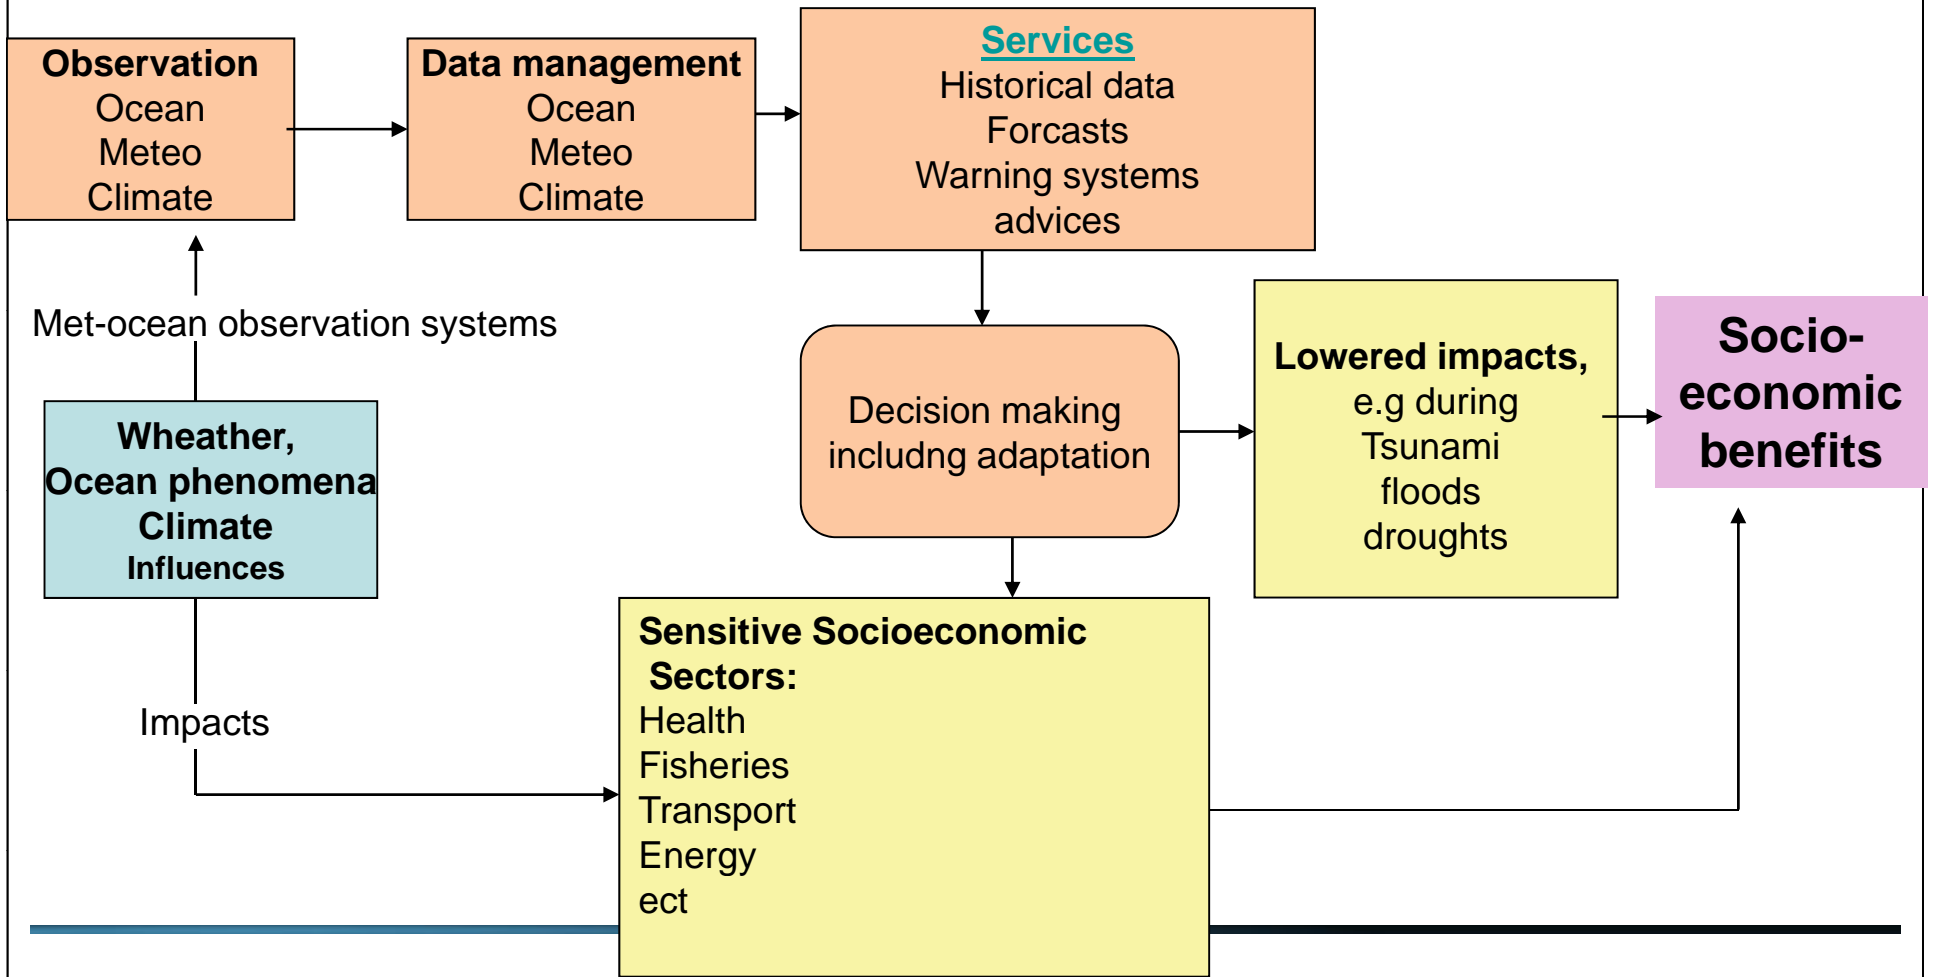 Observation
Ocean
Meteo
Climate
Data management
Ocean
Meteo
Climate
Services
Historical data
Forcasts
Warning systems
advices
Met-ocean observation systems
Wheather,
Ocean phenomena
Climate
Influences
Decision making
includng adaptation
Lowered impacts,
e.g during
Tsunami
floods
droughts
Socio-
economic
benefits
Impacts
Sensitive Socioeconomic
Sectors:
Health
Fisheries
Transport
Energy
ect